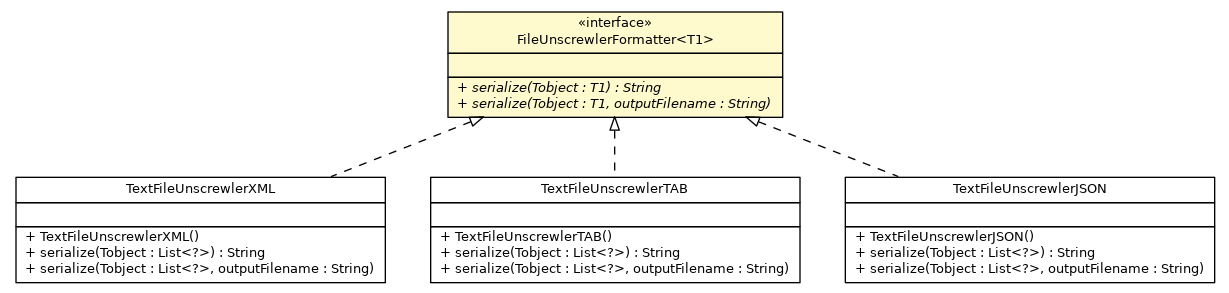 «interface»
FileUnscrewlerFormatter<T1>
+ serialize(Tobject : T1) : String
+ serialize(Tobject : T1, outputFilename : String)
TextFileUnscrewlerXML
+ TextFileUnscrewlerXML()
+ serialize(Tobject : List<?>) : String
+ serialize(Tobject : List<?>, outputFilename : String)
TextFileUnscrewlerTAB
+ TextFileUnscrewlerTAB()
+ serialize(Tobject : List<?>) : String
+ serialize(Tobject : List<?>, outputFilename : String)
TextFileUnscrewlerJSON
+ TextFileUnscrewlerJSON()
+ serialize(Tobject : List<?>) : String
+ serialize(Tobject : List<?>, outputFilename : String)